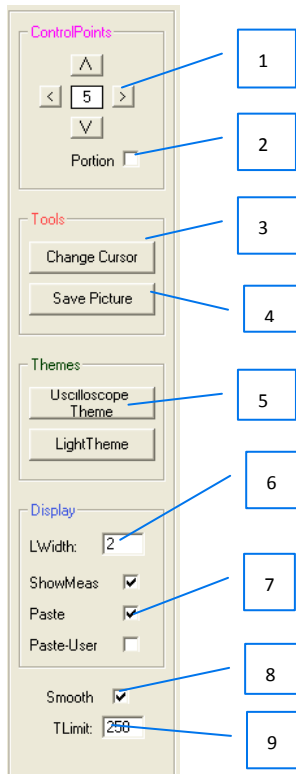 ControlPoints
1
^
< 5 >
v
Portion
2
Tools
3
Change Cursor
Save Picture
4
Themes
Uscilloscope
Theme
5
LightTheme
6
Display
LWidth: 2
ShowMeas
7
Paste
Paste-User
8
Smooth
TLimit: 250
9